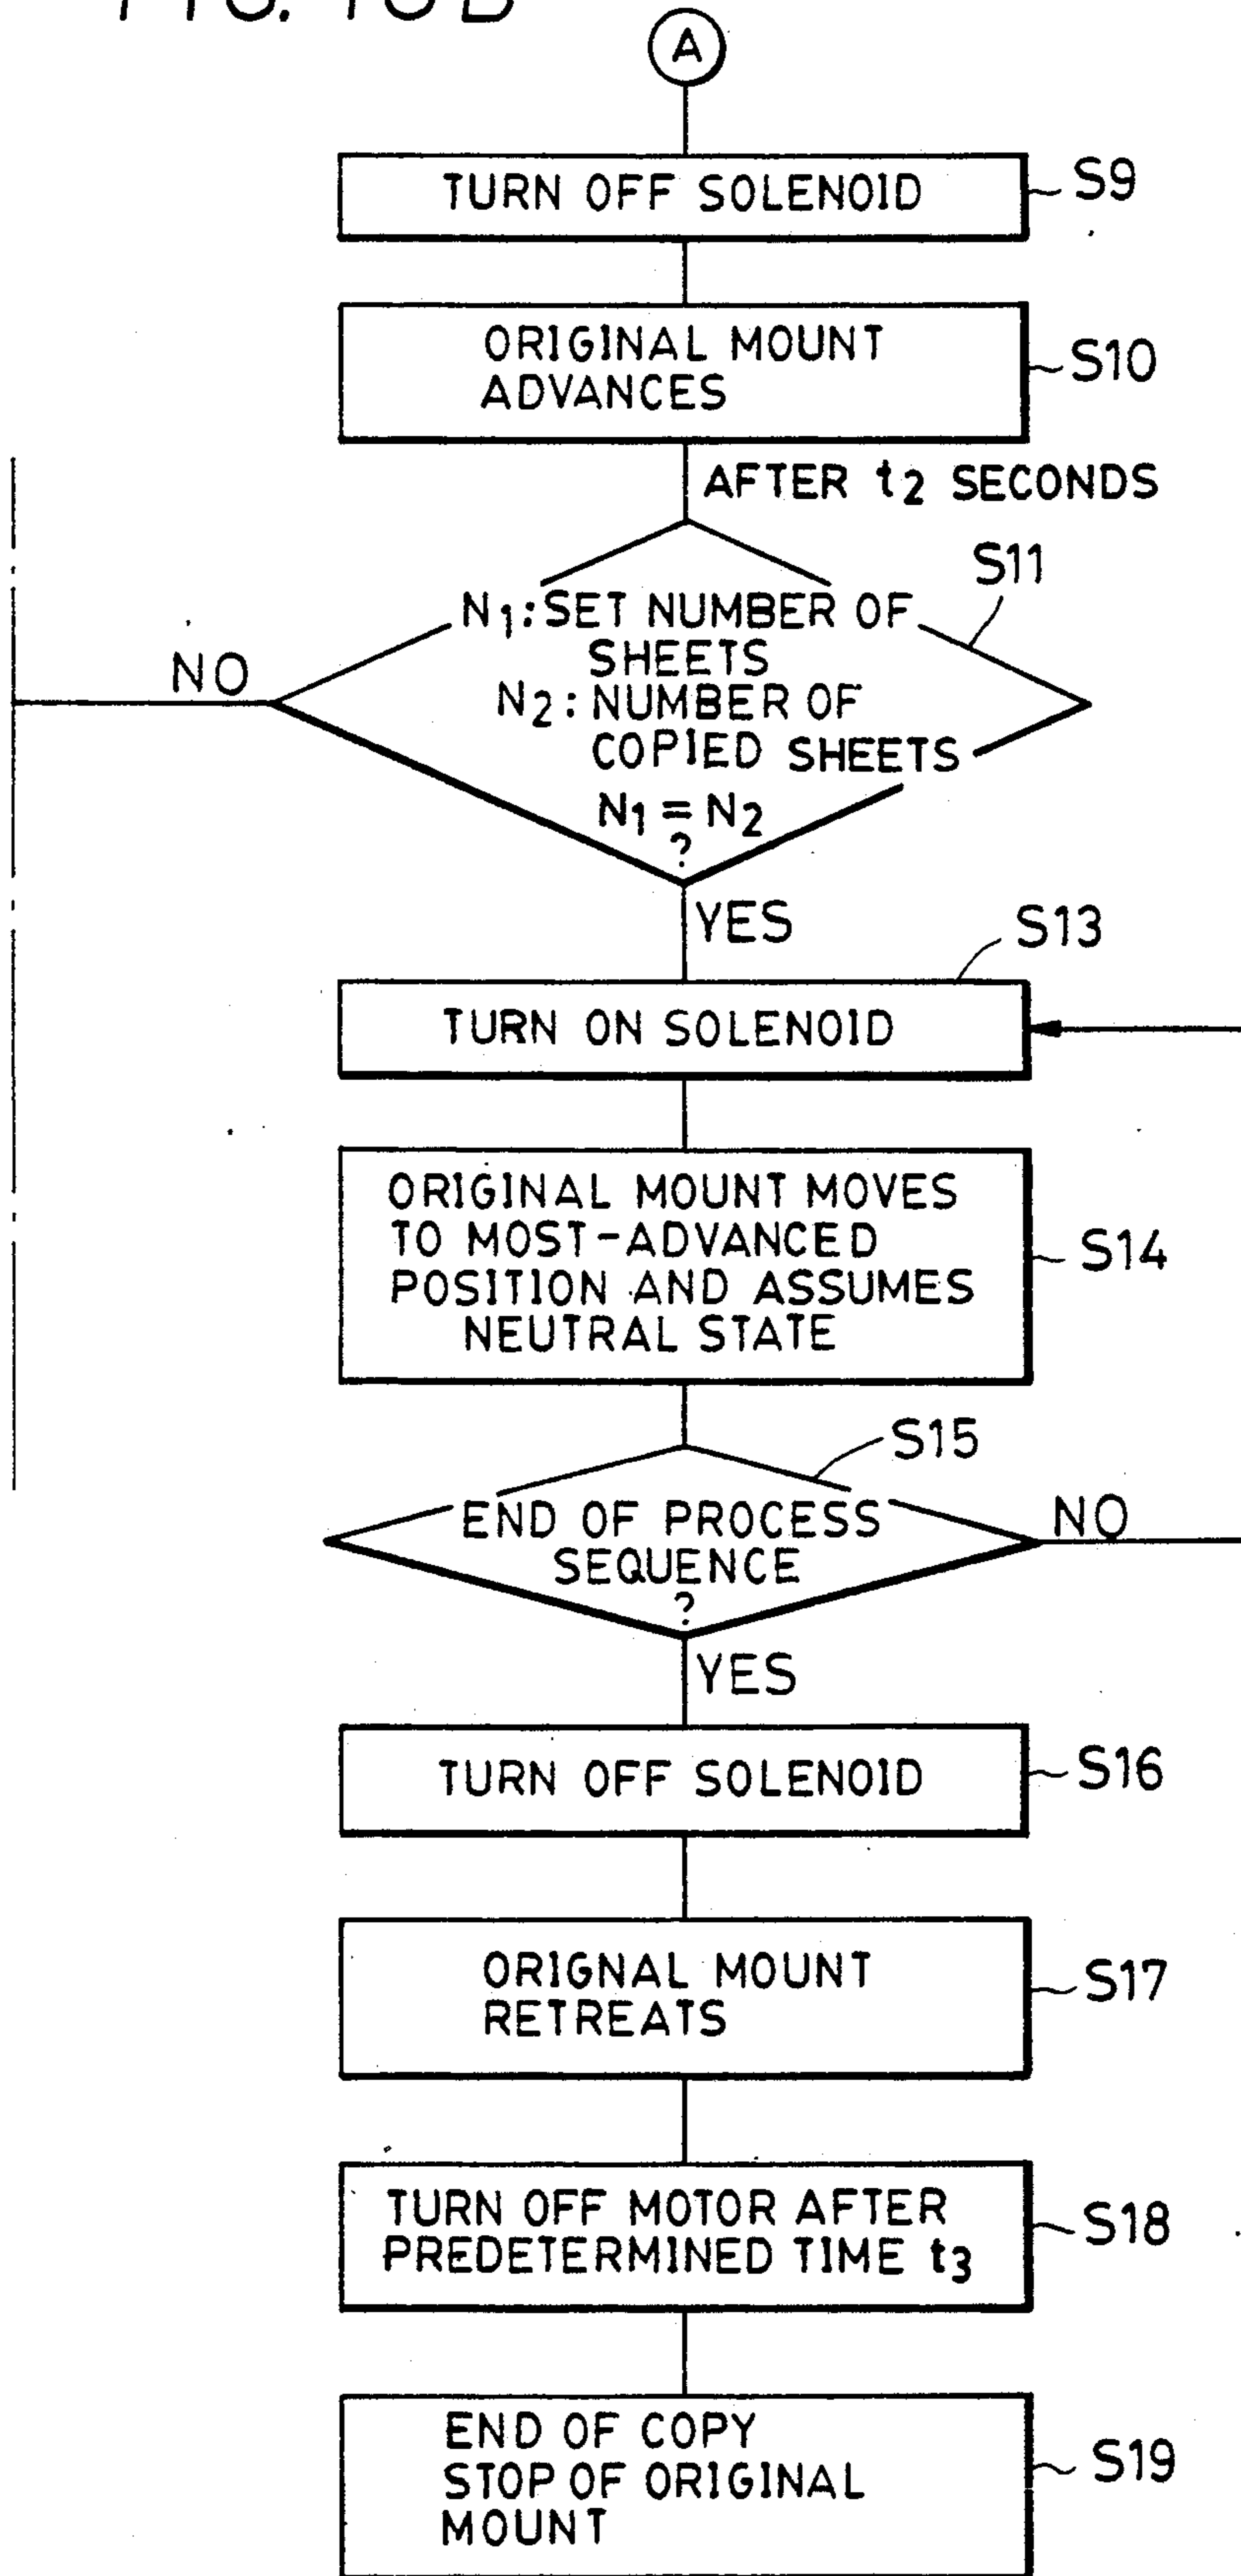 A
TURN OFF SOLENOID
S9
ORIGINAL MOUNT
ADVANCES
S10
AFTER t2 SECONDS
S11
N1: SET NUMBER OF
SHEETS
N2: NUMBER OF
COPIED SHEETS
N1 = N2
?
NO
YES
S13
TURN ON SOLENOID
ORIGINAL MOUNT MOVES
TO MOST-ADVANCED
POSITION AND ASSUMES
NEUTRAL STATE
S14
S15
END OF PROCESS
SEQUENCE
?
NO
YES
TURN OFF SOLENOID
S16
ORIGNAL MOUNT
RETREATS
S17
TURN OFF MOTOR AFTER
PREDETERMINED TIME t3
S18
END OF COPY
STOP OF ORIGINAL
MOUNT
S19